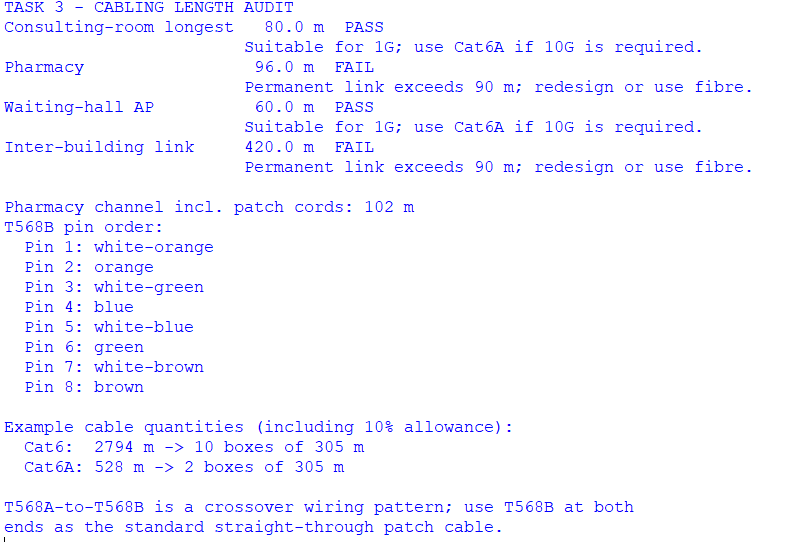 TASK 3 - CABLING LENGTH AUDIT
Consulting-room longest   80.0 m  PASS
                        Suitable for 1G; use Cat6A if 10G is required.
Pharmacy                 96.0 m  FAIL
                        Permanent link exceeds 90 m; redesign or use fibre.
Waiting-hall AP          60.0 m  PASS
                        Suitable for 1G; use Cat6A if 10G is required.
Inter-building link     420.0 m  FAIL
                        Permanent link exceeds 90 m; redesign or use fibre.

Pharmacy channel incl. patch cords: 102 m
T568B pin order:
  Pin 1: white-orange
  Pin 2: orange
  Pin 3: white-green
  Pin 4: blue
  Pin 5: white-blue
  Pin 6: green
  Pin 7: white-brown
  Pin 8: brown

Example cable quantities (including 10% allowance):
  Cat6:  2794 m -> 10 boxes of 305 m
  Cat6A: 528 m -> 2 boxes of 305 m

T568A-to-T568B is a crossover wiring pattern; use T568B at both
ends as the standard straight-through patch cable.